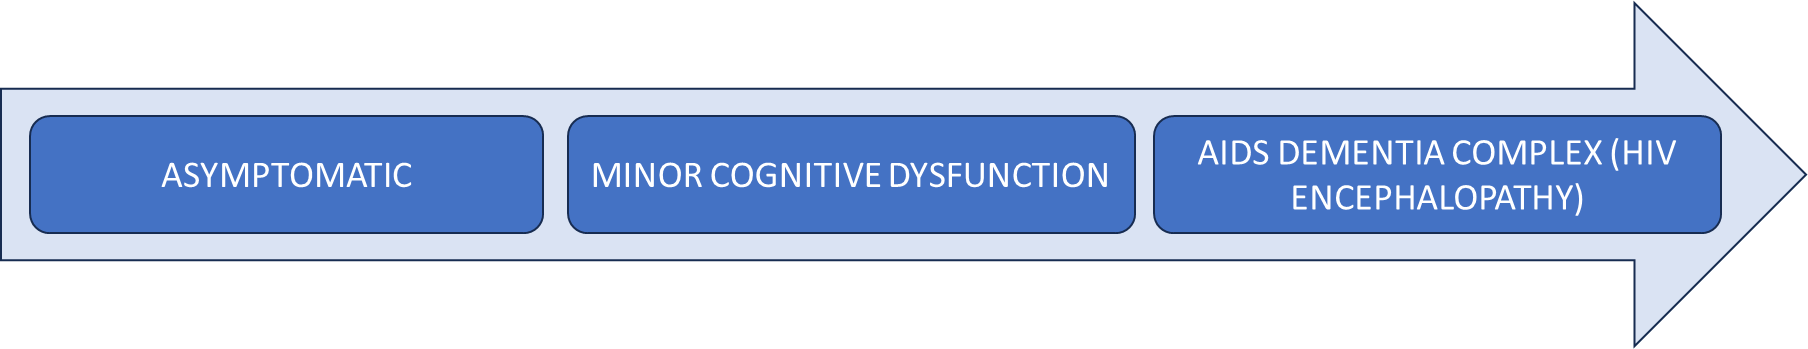 ASYMPTOMATIC
MINOR COGNITIVE DYSFUNCTION
AIDS DEMENTIA COMPLEX (HIV
ENCEPHALOPATHY)